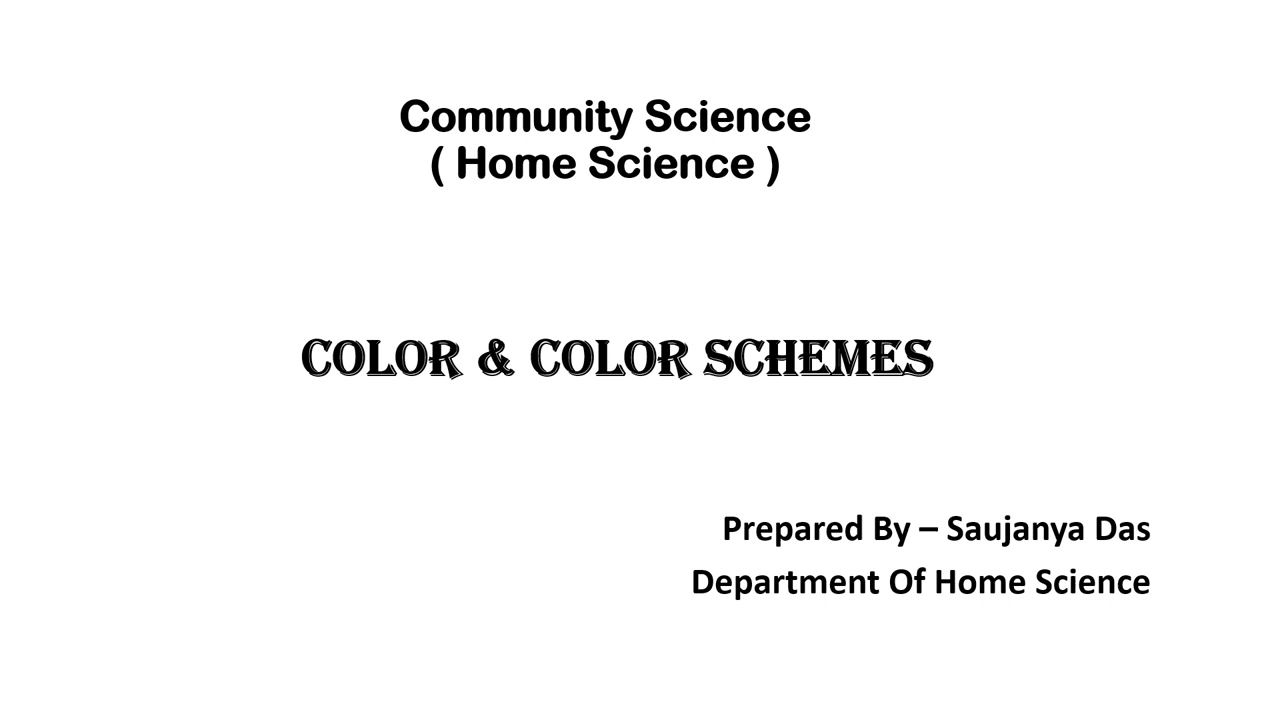 Community Science
( Home Science )
COLOR & COLOR SCHEMES
Prepared By – Saujanya Das
Department Of Home Science